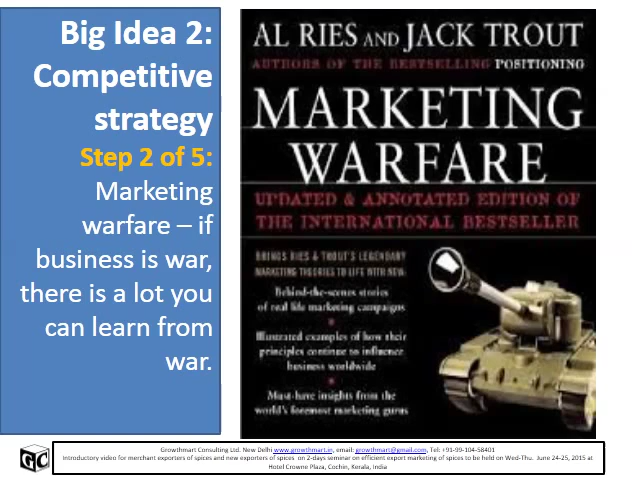 Big Idea 2:
Competitive
strategy
Step 2 of 5:
Marketing
warfare – if
business is war,
there is a lot you
can learn from
war.
AL RIES AND JACK TROUT
AUTHORS OF THE BESTSELLING POSITIONING
MARKETING
WARFARE
UPDATED & ANNOTATED EDITION OF
THE INTERNATIONAL BESTSELLER
BRINGS RIES & TROUT'S LEGENDARY
MARKETING THEORIES TO LIFE WITH NEW:
Behind-the-scenes stories
of real life marketing campaigns
Illustrated examples of how their
principles continue to influence
business worldwide
Must-have insights from the
world's foremost marketing gurus
GC
Growthmart Consulting Ltd. New Delhi www.growthmart.in, email: growthmart@gmail.com, Tel: +91-99-104-58401
Introductory video for merchant exporters of spices and new exporters of spices on 2-days seminar on efficient export marketing of spices to be held on Wed-Thu. June 24-25, 2015 at
Hotel Crowne Plaza, Cochin, Kerala, India